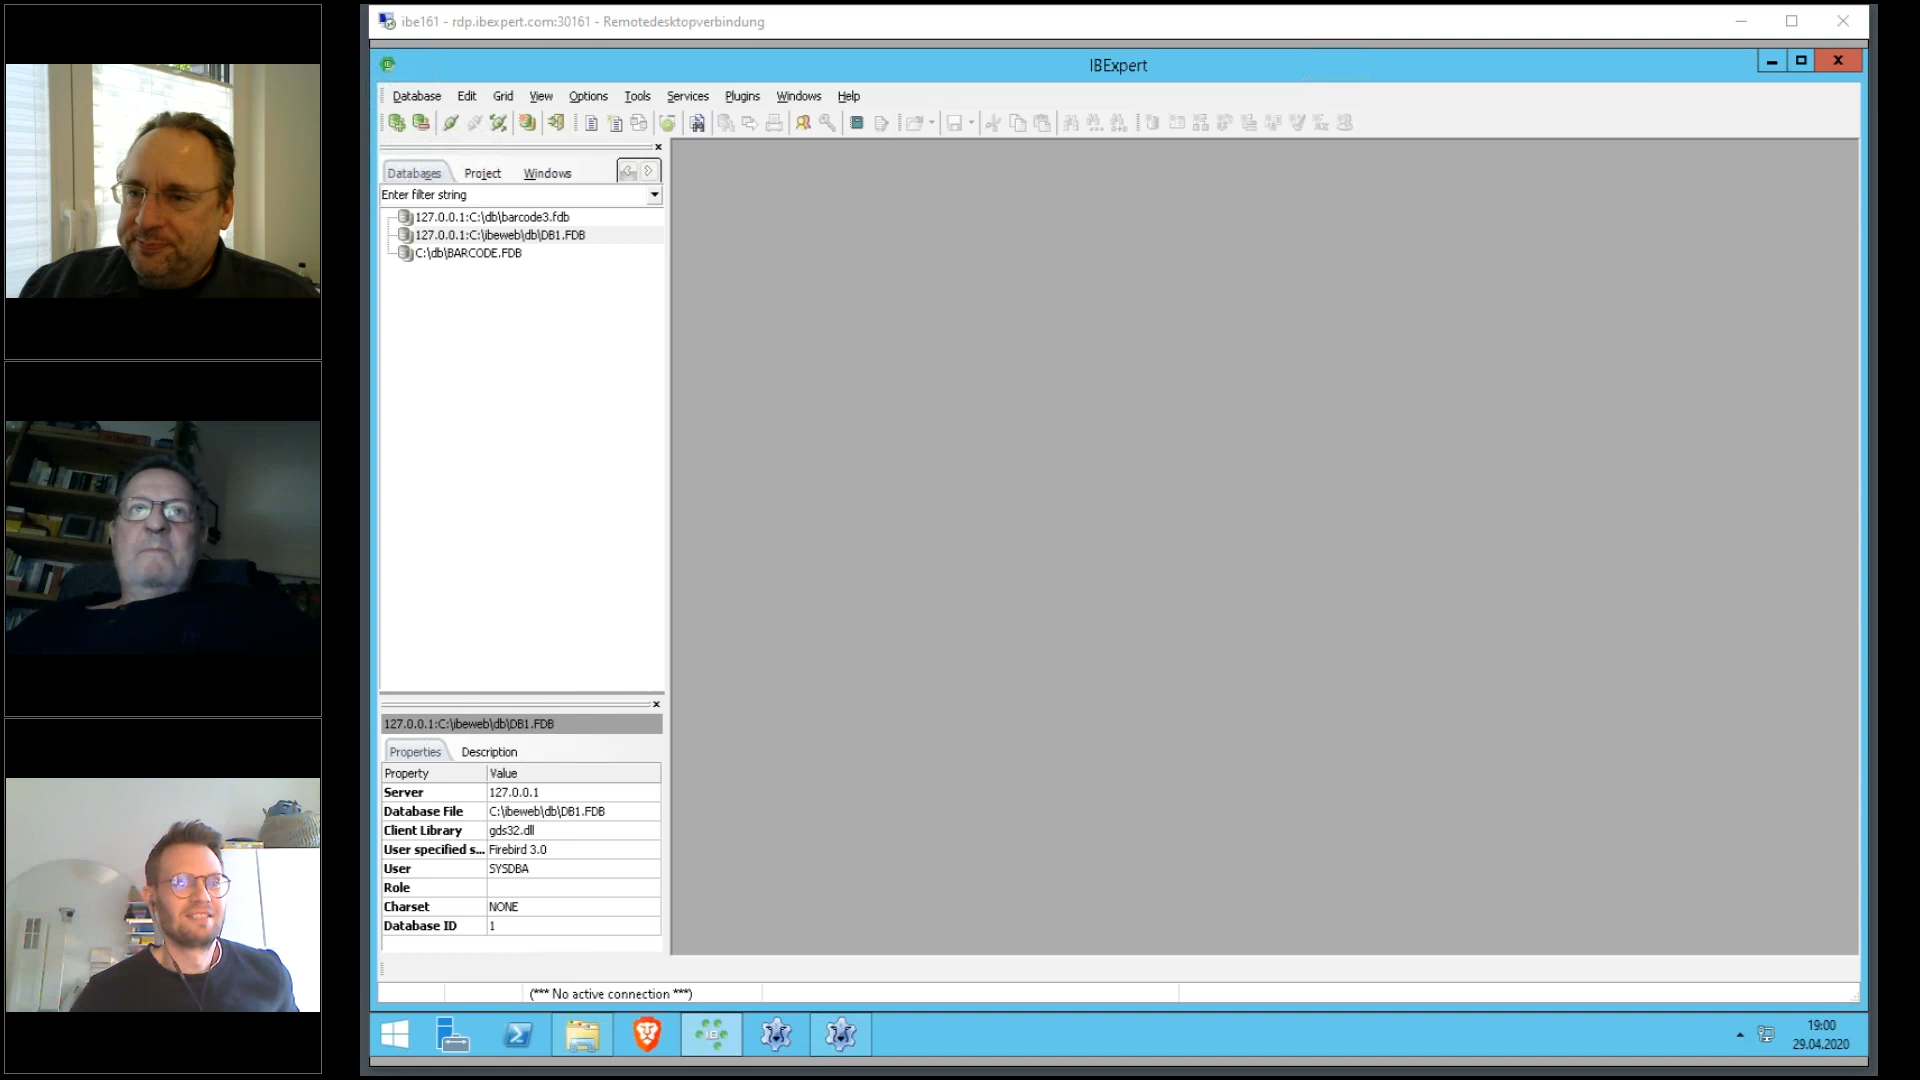 ibe161 - rdp.ibexpert.com:30161 - Remotedesktopverbindung
IBExpert
Database Edit Grid View Options Tools Services Plugins Windows Help
Databases Project Windows
Enter filter string
127.0.0.1:C:\db\barcode3.fdb
127.0.0.1:C:\ibeweb\db\DB1.FDB
C:\db\BARCODE.FDB
127.0.0.1:C:\ibeweb\db\DB1.FDB
Properties Description
Property Value
Server 127.0.0.1
Database File C:\ibeweb\db\DB1.FDB
Client Library gds32.dll
User specified s... Firebird 3.0
User SYSDBA
Role
Charset NONE
Database ID 1
(*** No active connection ***)
19:00
29.04.2020